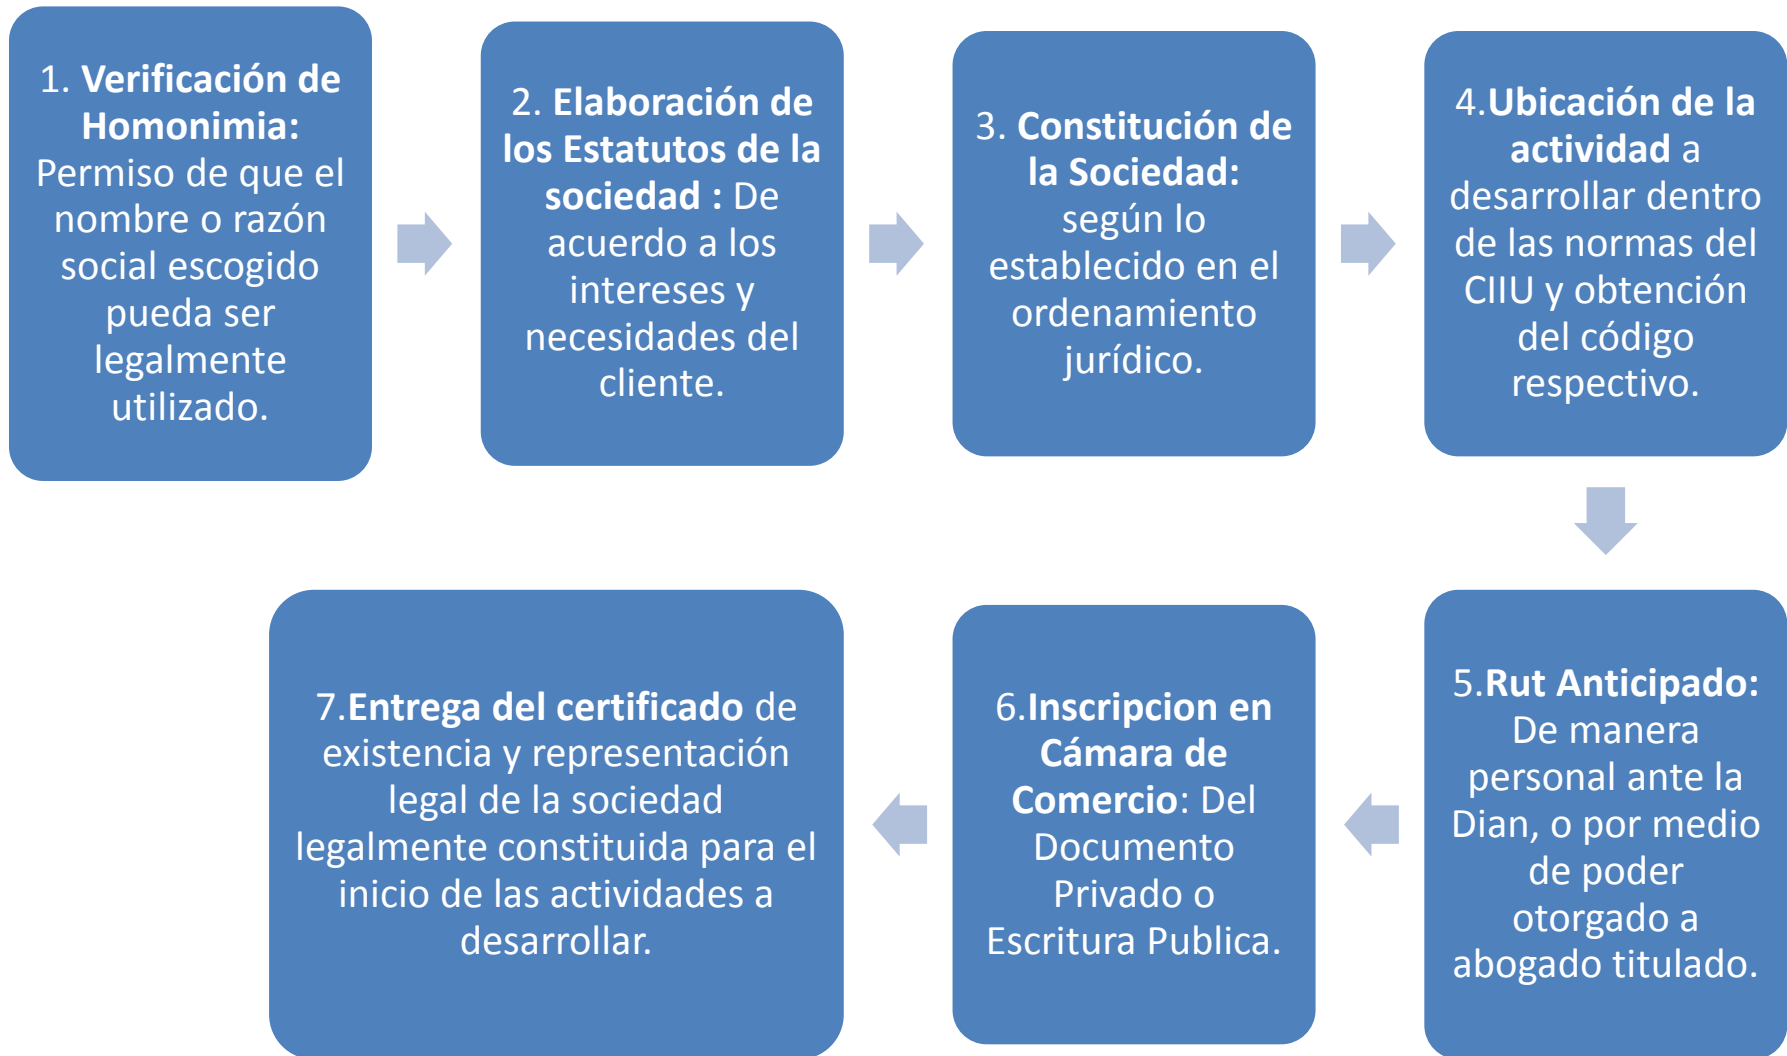 1. Verificación de
Homonimia:
Permiso de que el
nombre o razón
social escogido
pueda ser
legalmente
utilizado.
2. Elaboración de
los Estatutos de la
sociedad : De
acuerdo a los
intereses y
necesidades del
cliente.
3. Constitución de
la Sociedad:
según lo
establecido en el
ordenamiento
jurídico.
4.Ubicación de la
actividad a
desarrollar dentro
de las normas del
CIIU y obtención
del código
respectivo.
5.Rut Anticipado:
De manera
personal ante la
Dian, o por medio
de poder
otorgado a
abogado titulado.
6.Inscripcion en
Cámara de
Comercio: Del
Documento
Privado o
Escritura Publica.
7.Entrega del certificado de
existencia y representación
legal de la sociedad
legalmente constituida para el
inicio de las actividades a
desarrollar.